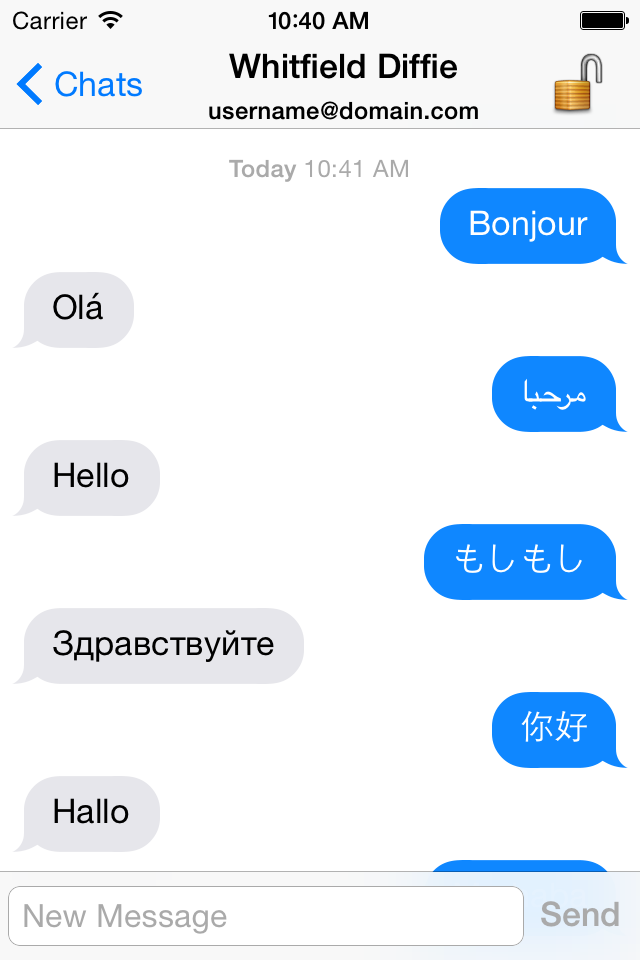 Carrier 10:40 AM
Chats
Whitfield Diffie
username@domain.com
Today 10:41 AM
Bonjour
Olá
مرحبا
Hello
もしもし
Здравствуйте
你好
Hallo
New Message
Send